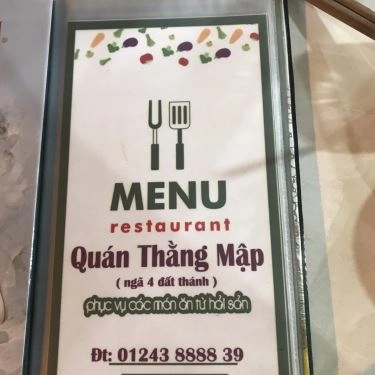 MENU
restaurant
Quán Thằng Mập
( ngã 4 đất thánh )
phục vụ các món ăn từ hải sản
Đt: 01243 8888 39